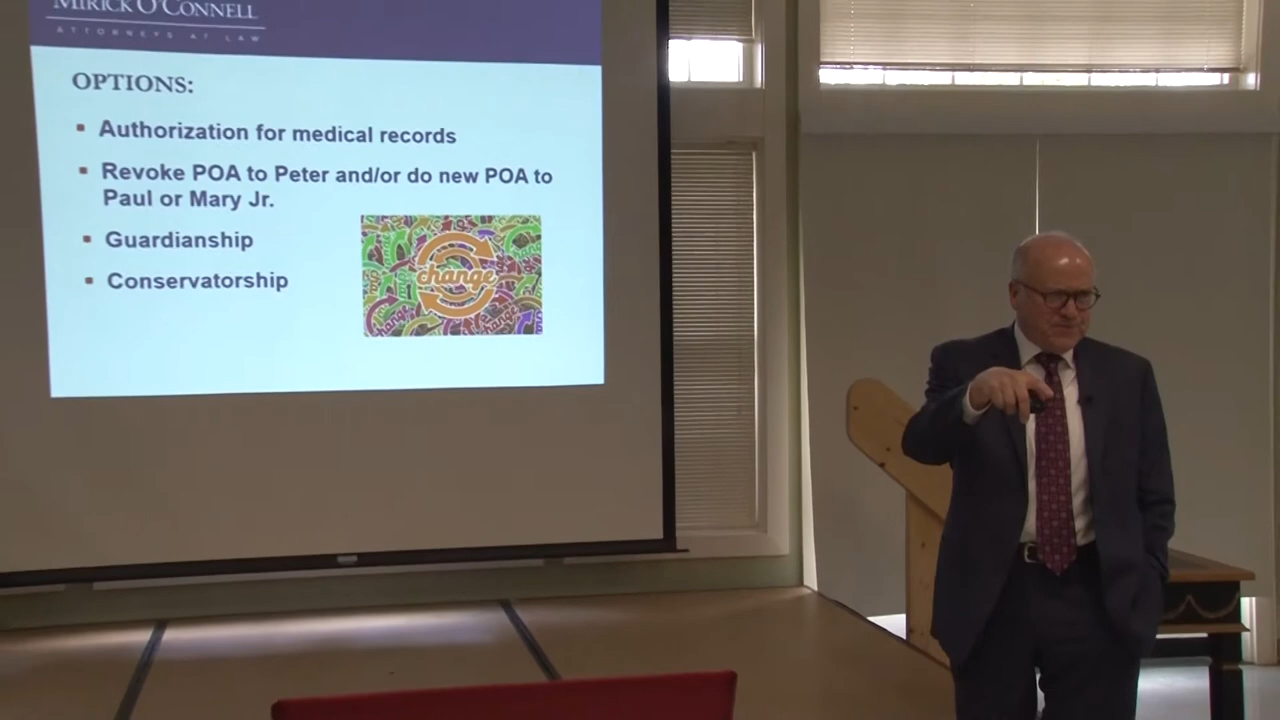 MIRICK O'CONNELL
ATTORNEYS AT LAW
OPTIONS:
▪ Authorization for medical records
▪ Revoke POA to Peter and/or do new POA to
Paul or Mary Jr.
▪ Guardianship
▪ Conservatorship
change
change